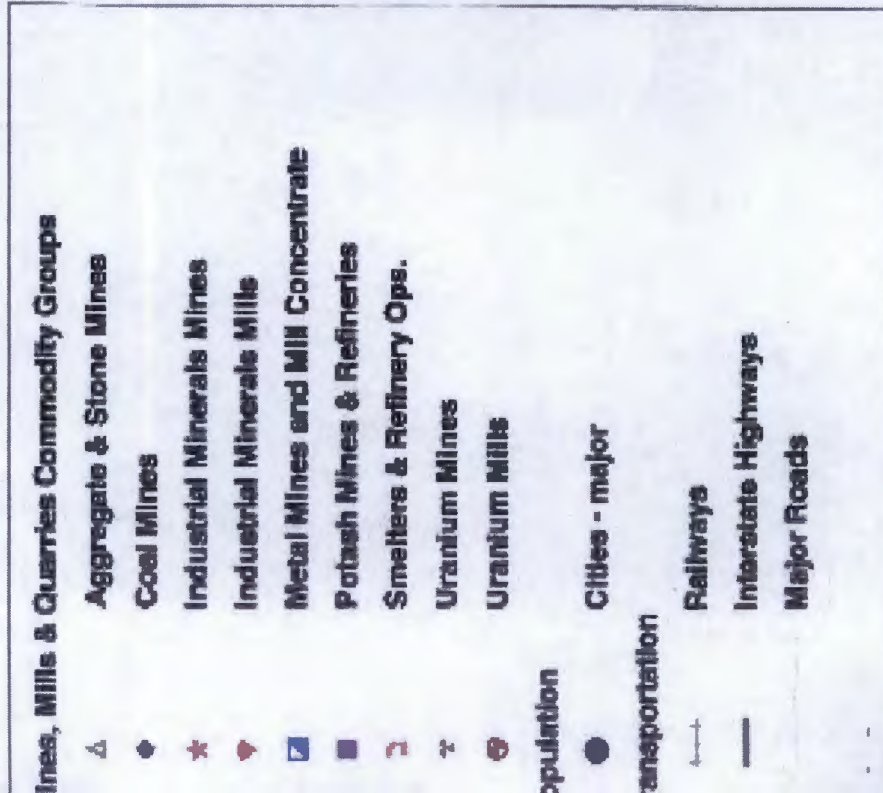 ines, Mills & Quarries Commodity Groups
Aggregate & Stone Mines
Coal Mines
Industrial Minerals Mines
Industrial Minerals Mills
Metal Mines and Mill Concentrate
Potash Mines & Refineries
Smelters & Refinery Ops.
Uranium Mines
Uranium Mills
opulation
Cities - major
ransportation
Railways
Interstate Highways
Major Roads